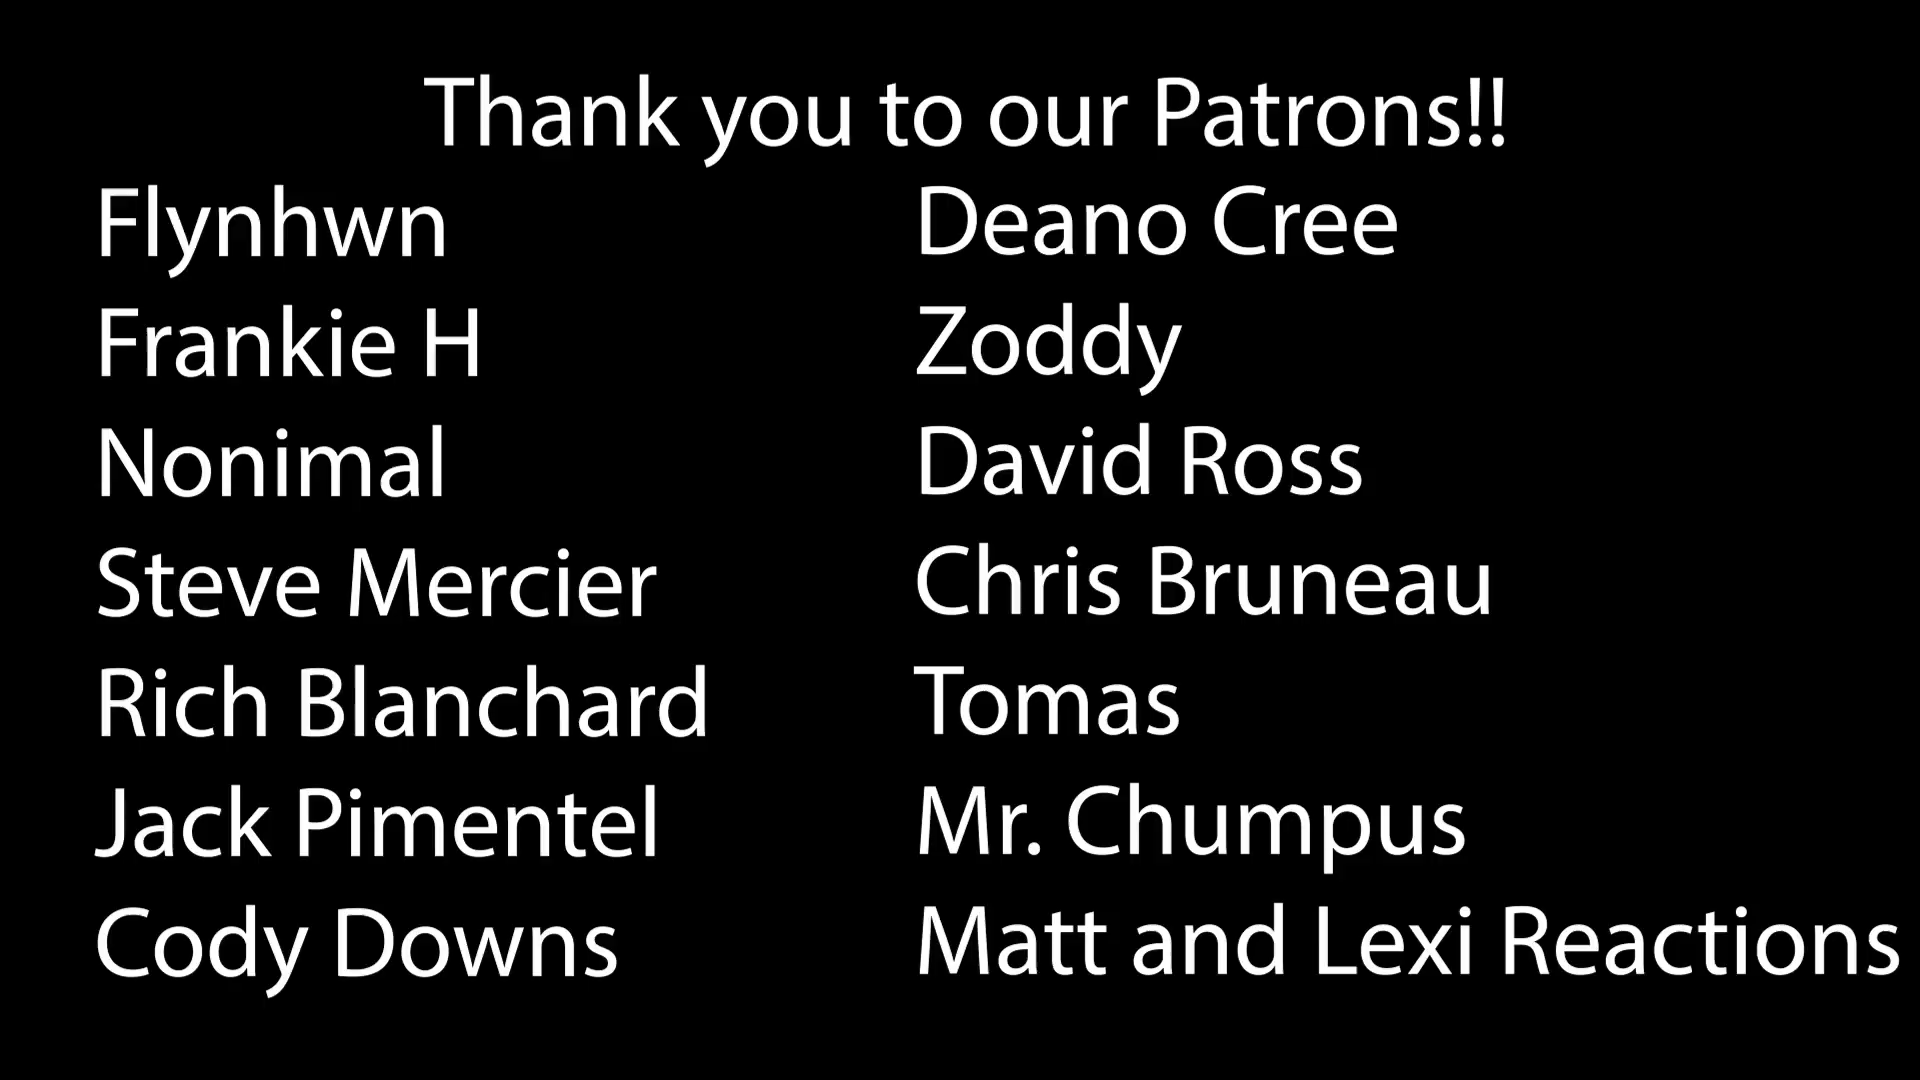 Thank you to our Patrons!!
Flynhwn
Frankie H
Nonimal
Steve Mercier
Rich Blanchard
Jack Pimentel
Cody Downs
Deano Cree
Zoddy
David Ross
Chris Bruneau
Tomas
Mr. Chumpus
Matt and Lexi Reactions